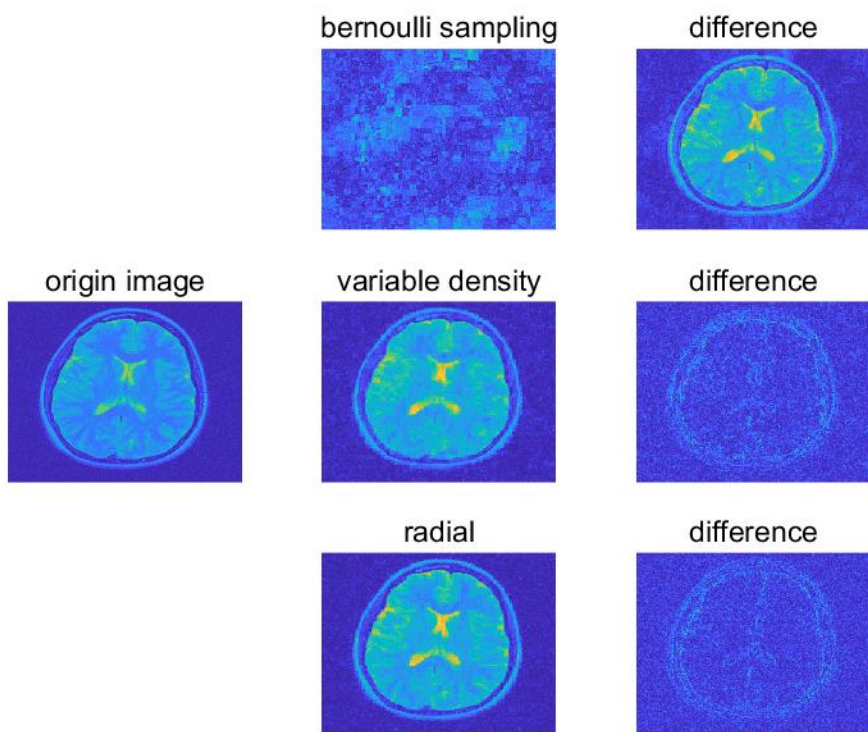 bernoulli sampling
difference
origin image
variable density
difference
radial
difference